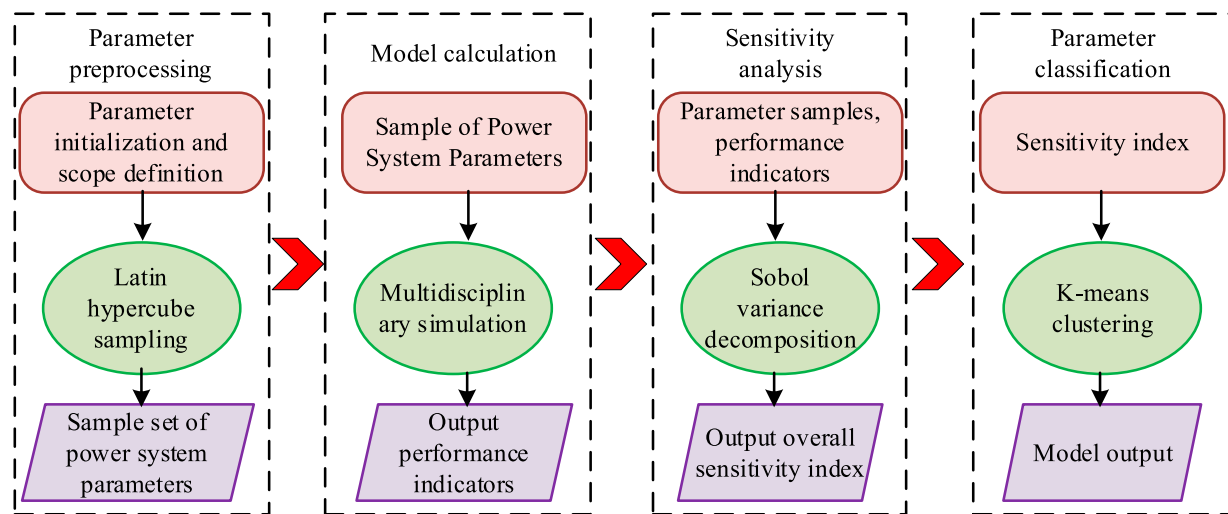 Parameter
preprocessing
Parameter
initialization and
scope definition
Latin
hypercube
sampling
Sample set of
power system
parameters
Model calculation
Sample of Power
System Parameters
Multidisciplin
ary simulation
Output
performance
indicators
Sensitivity
analysis
Parameter samples,
performance
indicators
Sobol
variance
decomposition
Output overall
sensitivity index
Parameter
classification
Sensitivity index
K-means
clustering
Model output